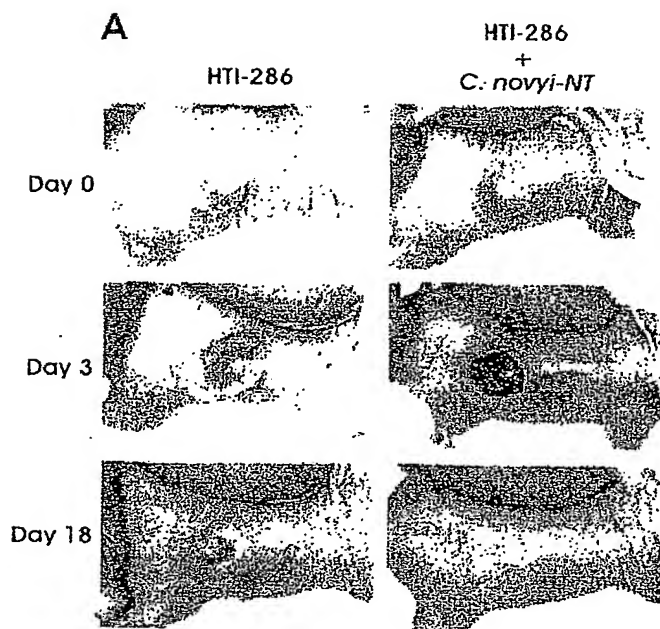 A
HTI-286
HTI-286
+
C. novyi-NT
Day 0
Day 3
Day 18